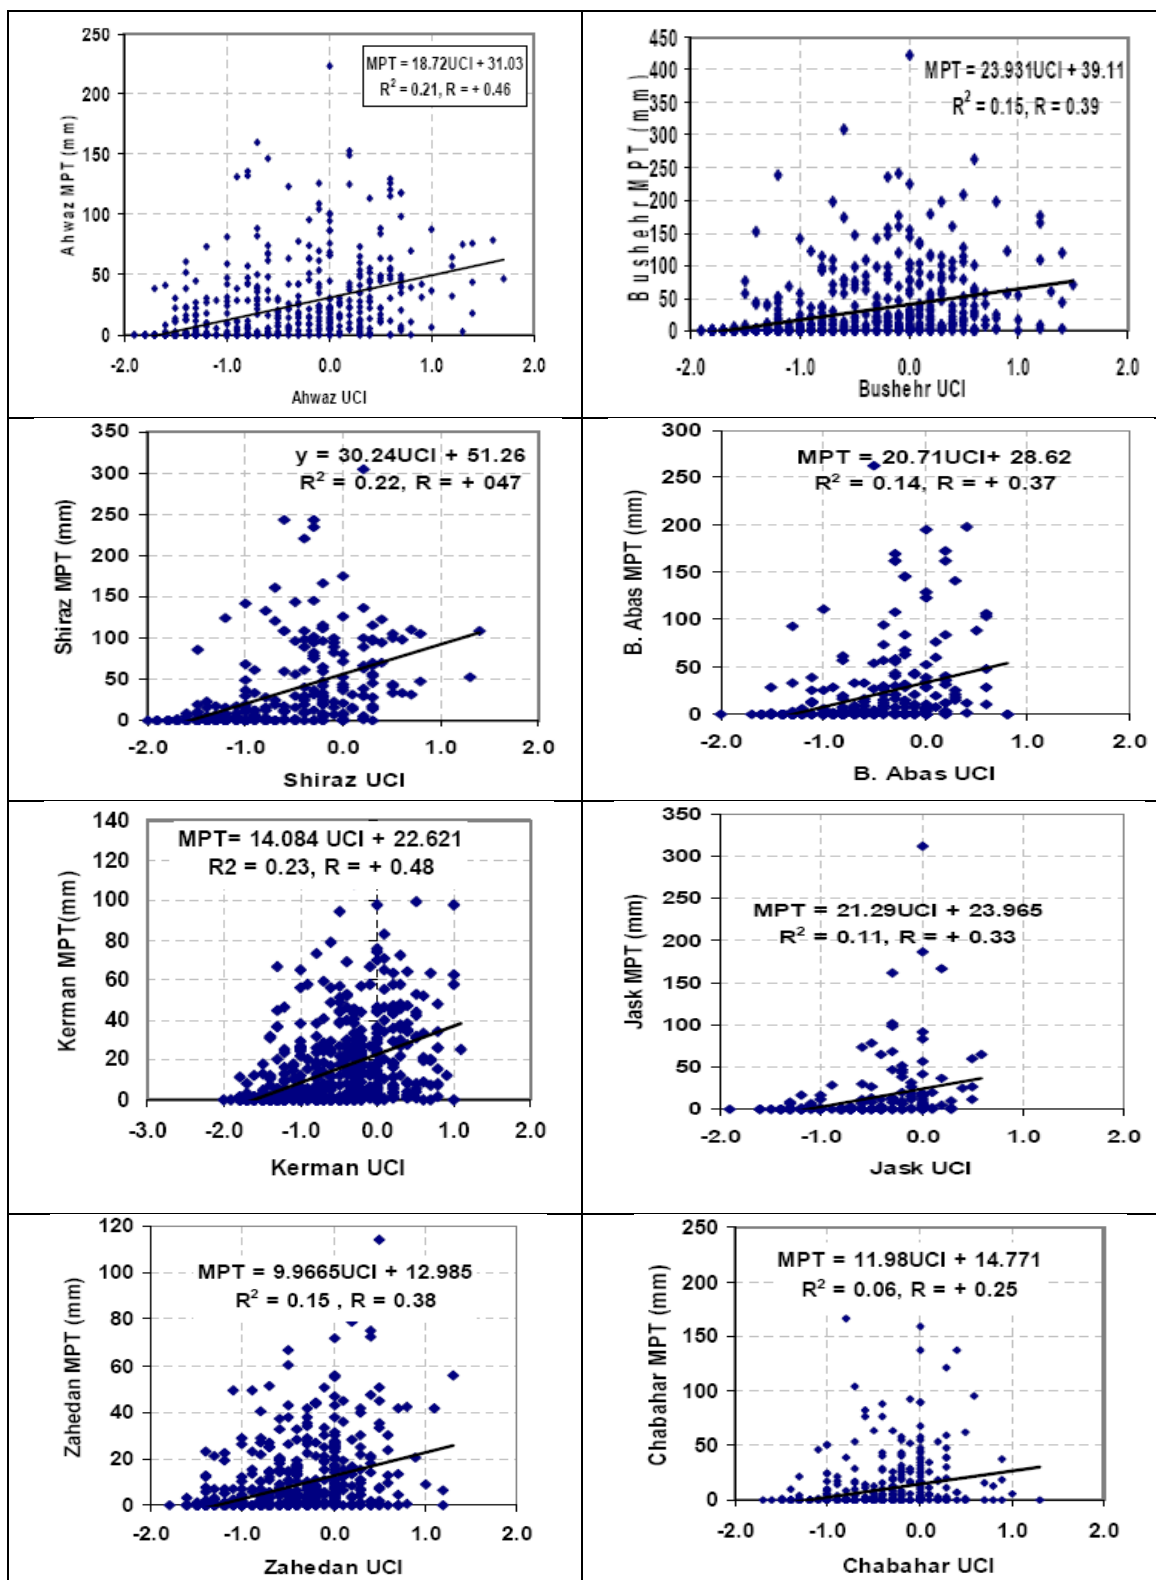 250
200
150
100
50
0
Ahwaz MPT (mm)
MPT = 18.72UCI + 31.03
R² = 0.21, R = + 0.46
-2.0 -1.0 0.0 1.0 2.0
Ahwaz UCI
450
400
350
300
250
200
150
100
50
0
Bushehr MPT (mm)
MPT = 23.931UCI + 39.11
R² = 0.15, R = 0.39
-2.0 -1.0 0.0 1.0 2.0
Bushehr UCI
350
300
250
200
150
100
50
0
Shiraz MPT (mm)
y = 30.24UCI + 51.26
R² = 0.22, R = + 047
-2.0 -1.0 0.0 1.0 2.0
Shiraz UCI
300
250
200
150
100
50
0
B. Abas MPT (mm)
MPT = 20.71UCI+ 28.62
R² = 0.14, R = + 0.37
-2.0 -1.0 0.0 1.0 2.0
B. Abas UCI
140
120
100
80
60
40
20
0
Kerman MPT(mm)
MPT= 14.084 UCI + 22.621
R2 = 0.23, R = + 0.48
-3.0 -2.0 -1.0 0.0 1.0 2.0
Kerman UCI
350
300
250
200
150
100
50
0
Jask MPT (mm)
MPT = 21.29UCI + 23.965
R² = 0.11, R = + 0.33
-2.0 -1.0 0.0 1.0 2.0
Jask UCI
120
100
80
60
40
20
0
Zahedan MPT (mm)
MPT = 9.9665UCI + 12.985
R² = 0.15 , R = 0.38
-2.0 -1.0 0.0 1.0 2.0
Zahedan UCI
250
200
150
100
50
0
Chabahar MPT (mm)
MPT = 11.98UCI + 14.771
R² = 0.06, R = + 0.25
-2.0 -1.0 0.0 1.0 2.0
Chabahar UCI